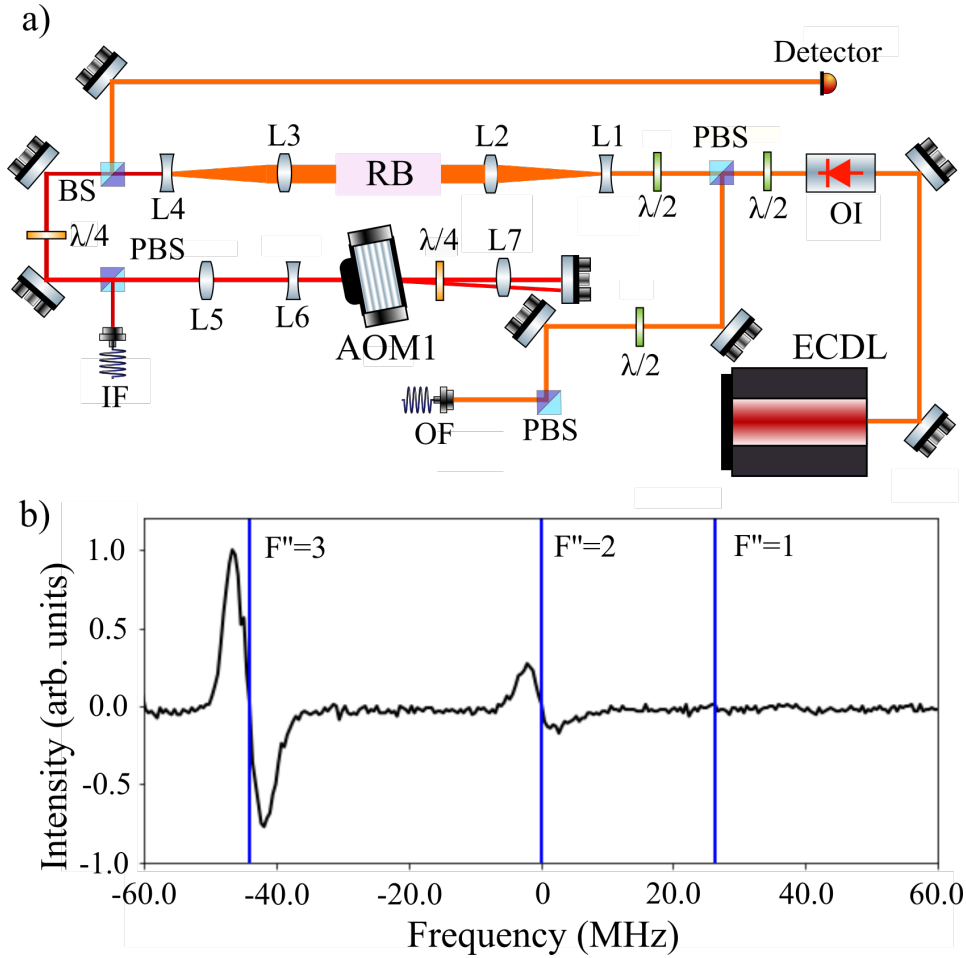 a)
Detector
L3
L2
L1
PBS
RB
BS
L4
λ/2
λ/2
OI
λ/4
PBS
λ/4
L7
L5
L6
AOM1
λ/2
ECDL
IF
OF
PBS
b)
F"=3
F"=2
F"=1
1.0
0.5
0.0
-0.5
-1.0
Intensity (arb. units)
-60.0
-40.0
-20.0
0
20.0
40.0
60.0
Frequency (MHz)